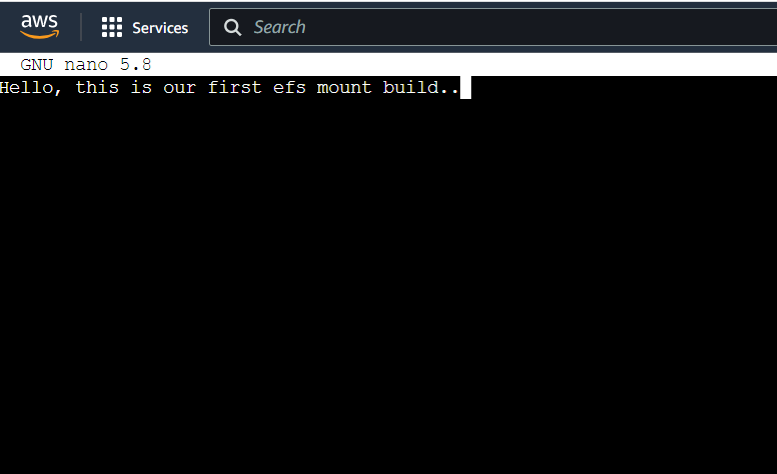 aws Services Search
GNU nano 5.8
Hello, this is our first efs mount build..